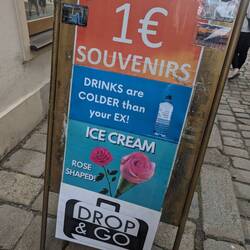 1€
SOUVENIRS
DRINKS are
COLDER than
your EX!
ICE CREAM
ROSE
SHAPED!
DROP
& GO